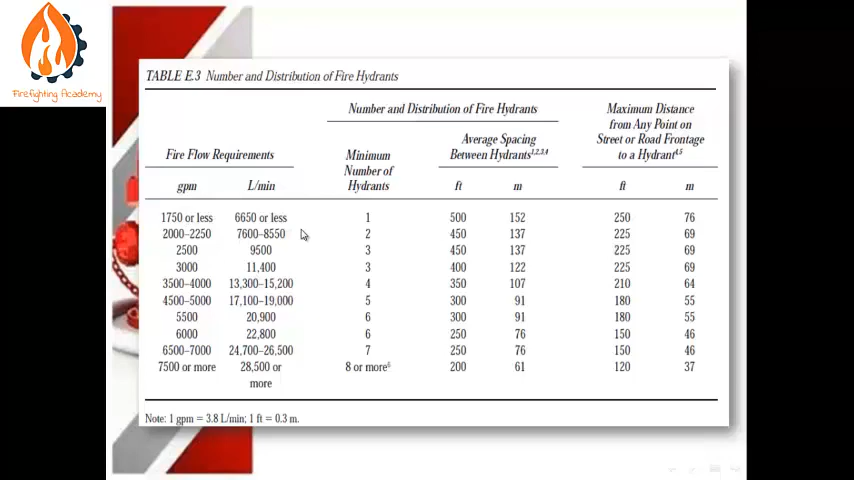 Firefighting Academy
TABLE E.3 Number and Distribution of Fire Hydrants
Number and Distribution of Fire Hydrants
Maximum Distance
from Any Point on
Street or Road Frontage
to a Hydrant4,5
Fire Flow Requirements
Minimum
Number of
Hydrants
Average Spacing
Between Hydrants1,2,3,4
gpm L/min ft m ft m
1750 or less 6650 or less 1 500 152 250 76
2000–2250 7600–8550 2 450 137 225 69
2500 9500 3 450 137 225 69
3000 11,400 3 400 122 225 69
3500–4000 13,300–15,200 4 350 107 210 64
4500–5000 17,100–19,000 5 300 91 180 55
5500 20,900 6 300 91 180 55
6000 22,800 6 250 76 150 46
6500–7000 24,700–26,500 7 250 76 150 46
7500 or more 28,500 or 8 or more6 200 61 120 37
more
Note: 1 gpm = 3.8 L/min; 1 ft = 0.3 m.